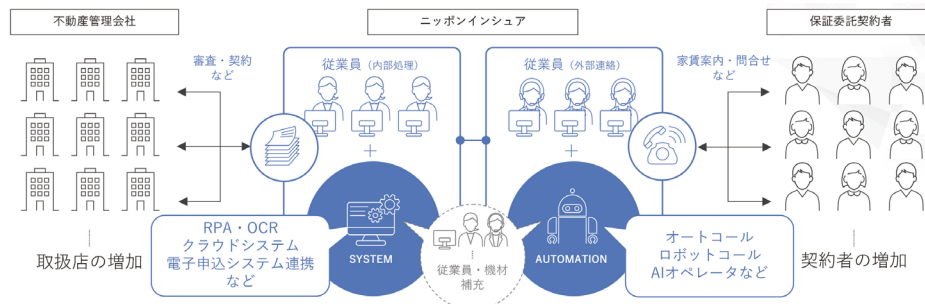 不動産管理会社
ニッポンインシュア
保証委託契約者
審査・契約
など
従業員（内部処理）
従業員（外部連絡）
家賃案内・問合せ
など
RPA・OCR
クラウドシステム
電子申込システム連携
など
SYSTEM
従業員・機材
補充
AUTOMATION
オートコール
ロボットコール
AIオペレータなど
取扱店の増加
契約者の増加